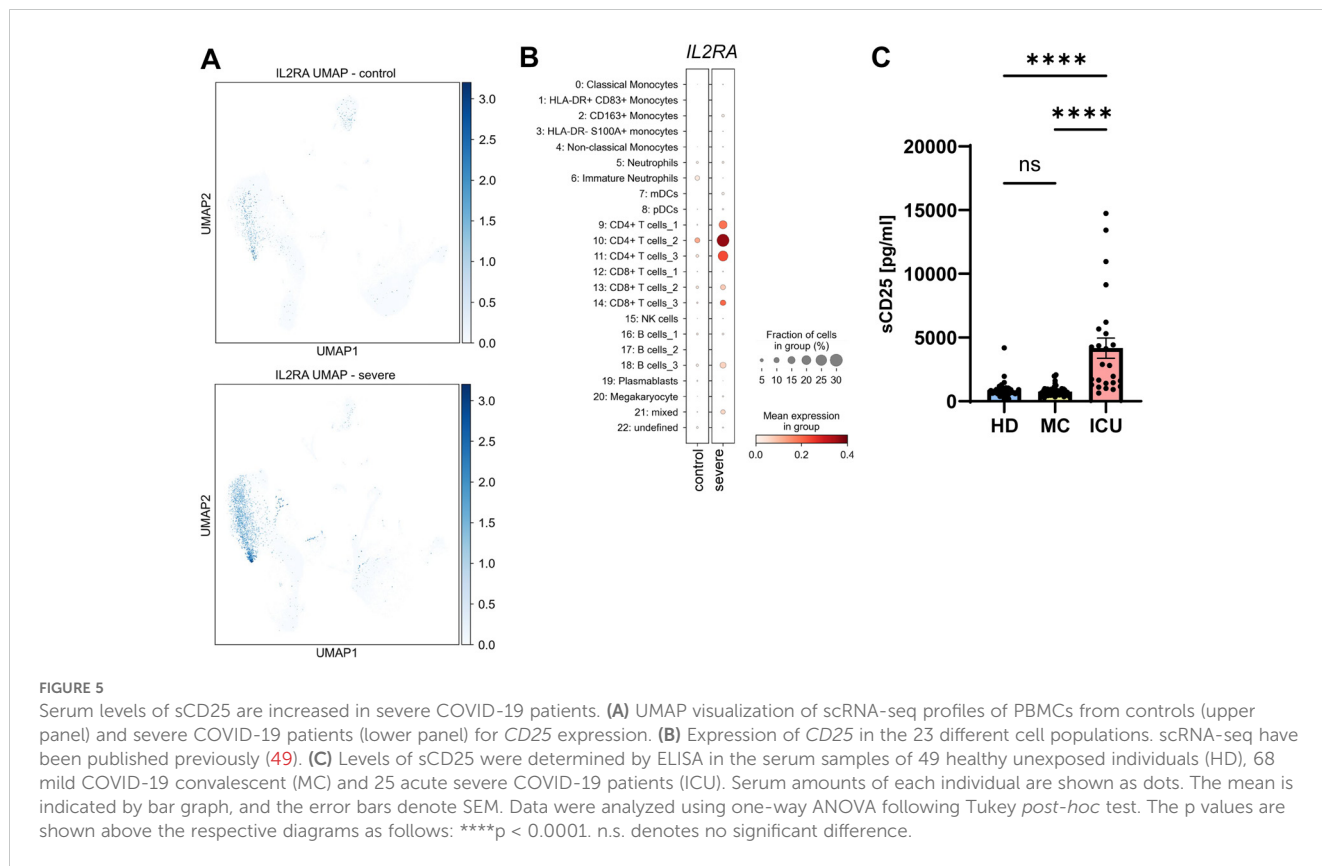 A
IL2RA UMAP - control
UMAP2
3.0
2.5
2.0
1.5
1.0
0.5
0.0
UMAP1
IL2RA UMAP - severe
UMAP2
3.0
2.5
2.0
1.5
1.0
0.5
0.0
UMAP1
B
IL2RA
0: Classical Monocytes
1: HLA-DR+ CD83+ Monocytes
2: CD163+ Monocytes
3: HLA-DR- S100A+ monocytes
4: Non-classical Monocytes
5: Neutrophils
6: Immature Neutrophils
7: mDCs
8: pDCs
9: CD4+ T cells_1
10: CD4+ T cells_2
11: CD4+ T cells_3
12: CD8+ T cells_1
13: CD8+ T cells_2
14: CD8+ T cells_3
15: NK cells
16: B cells_1
17: B cells_2
18: B cells_3
19: Plasmablasts
20: Megakaryocyte
21: mixed
22: undefined
control
severe
Fraction of cells
in group (%)
5 10 15 20 25 30
Mean expression
in group
0.0 0.2 0.4
C
****
****
ns
sCD25 [pg/ml]
20000
15000
10000
5000
0
HD MC ICU
FIGURE 5
Serum levels of sCD25 are increased in severe COVID-19 patients. (A) UMAP visualization of scRNA-seq profiles of PBMCs from controls (upper
panel) and severe COVID-19 patients (lower panel) for CD25 expression. (B) Expression of CD25 in the 23 different cell populations. scRNA-seq have
been published previously (49). (C) Levels of sCD25 were determined by ELISA in the serum samples of 49 healthy unexposed individuals (HD), 68
mild COVID-19 convalescent (MC) and 25 acute severe COVID-19 patients (ICU). Serum amounts of each individual are shown as dots. The mean is
indicated by bar graph, and the error bars denote SEM. Data were analyzed using one-way ANOVA following Tukey post-hoc test. The p values are
shown above the respective diagrams as follows: ****p < 0.0001. n.s. denotes no significant difference.